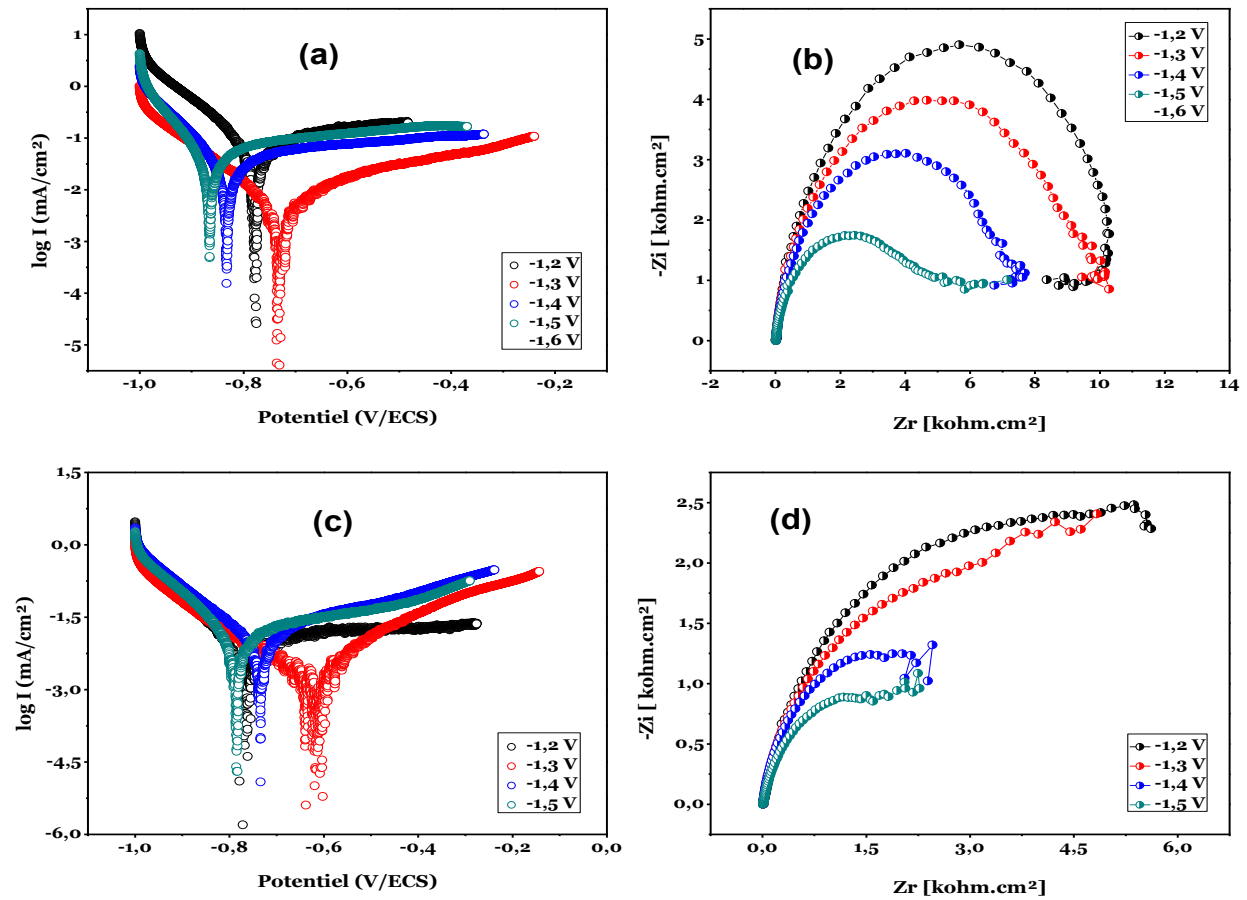 (a)
log I (mA/cm²)
1
0
-1
-2
-3
-4
-5
-1,0
-0,8
-0,6
-0,4
-0,2
Potentiel (V/ECS)
-1,2 V
-1,3 V
-1,4 V
-1,5 V
-1,6 V
(b)
-Zi [ kohm.cm²]
5
4
3
2
1
0
-2
0
2
4
6
8
10
12
14
Zr [kohm.cm²]
-1,2 V
-1,3 V
-1,4 V
-1,5 V
-1,6 V
(c)
log I (mA/cm²)
1,5
0,0
-1,5
-3,0
-4,5
-6,0
-1,0
-0,8
-0,6
-0,4
-0,2
0,0
Potentiel (V/ECS)
-1,2 V
-1,3 V
-1,4 V
-1,5 V
(d)
-Zi [ kohm.cm²]
2,5
2,0
1,5
1,0
0,5
0,0
0,0
1,5
3,0
4,5
6,0
Zr [kohm.cm²]
-1,2 V
-1,3 V
-1,4 V
-1,5 V